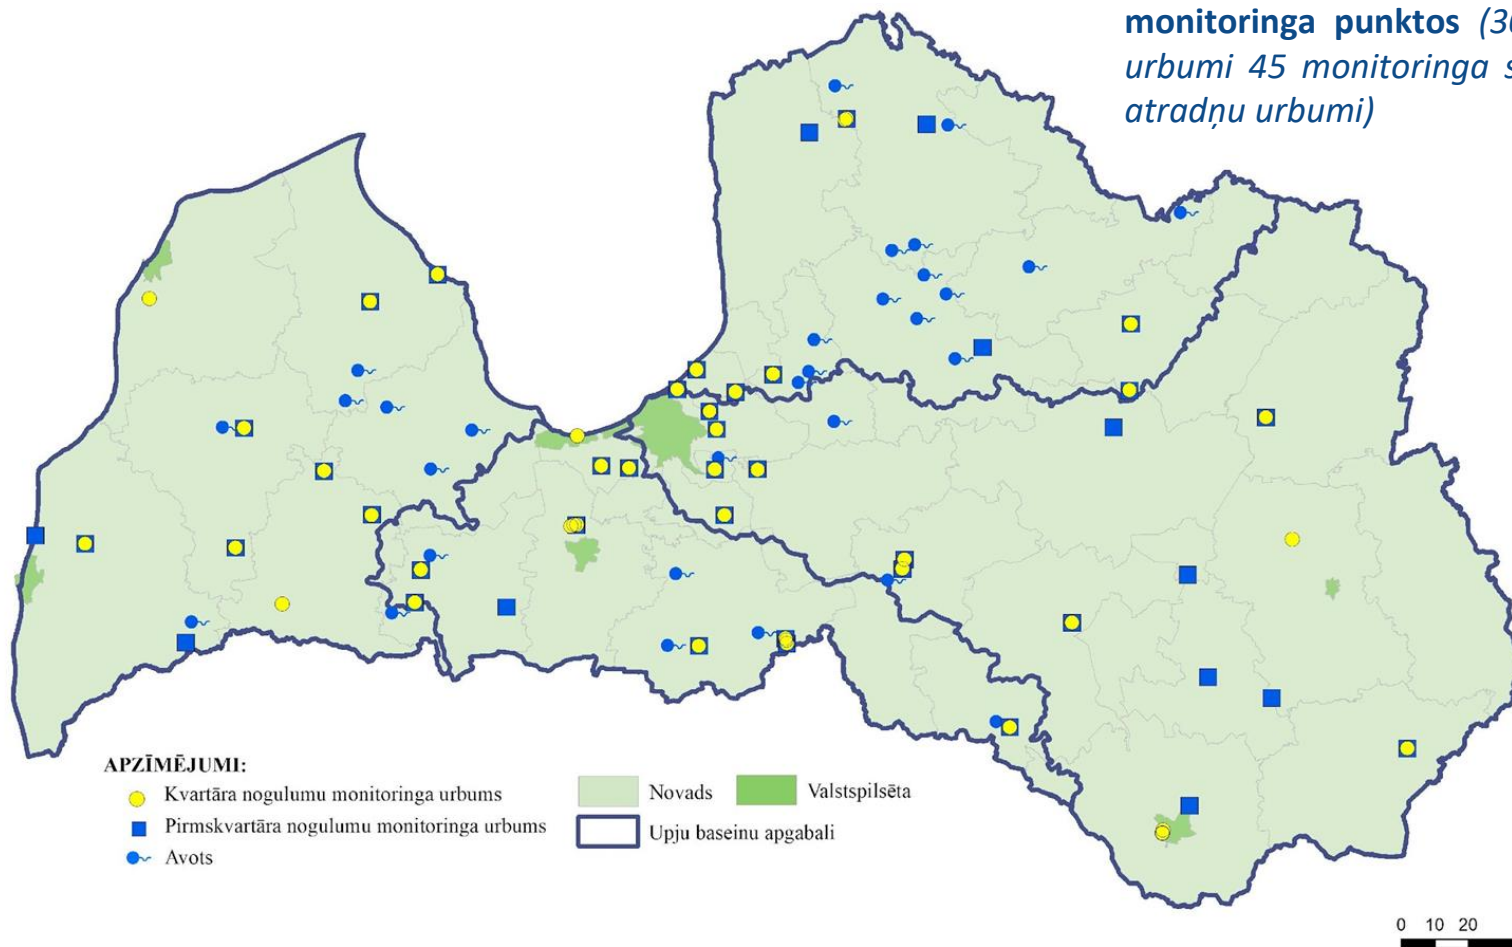 monitoringa punktos
urbumi 45 monitoringa
atradņu urbumi)
APZĪMĒJUMI:
Kvartāra nogulumu monitoringa urbums
Pirmskvartāra nogulumu monitoringa urbums
Avots
Novads
Valstspilsēta
Upju baseinu apgabali
0 10 20